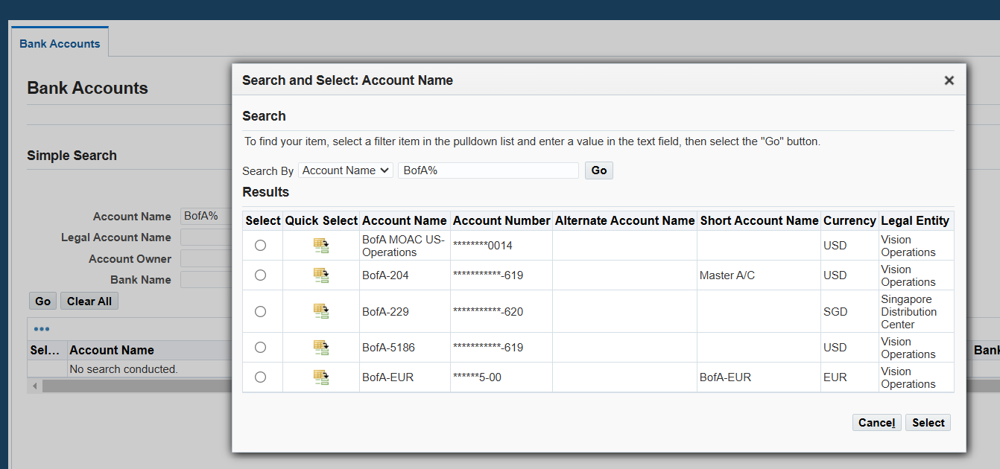 Bank Accounts
Bank Accounts
Simple Search
Account Name BofA%
Legal Account Name
Account Owner
Bank Name
Go Clear All
•••
Sel... Account Name
No search conducted.
Search and Select: Account Name
Search
To find your item, select a filter item in the pulldown list and enter a value in the text field, then select the "Go" button.
Search By Account Name BofA% Go
Results
Select Quick Select Account Name Account Number Alternate Account Name Short Account Name Currency Legal Entity
BofA MOAC US-
Operations
********0014 USD
Vision
Operations
BofA-204 ***********-619 Master A/C USD
Vision
Operations
BofA-229 ***********-620 SGD
Singapore
Distribution
Center
BofA-5186 ***********-619 USD
Vision
Operations
BofA-EUR ******5-00 BofA-EUR EUR
Vision
Operations
Cancel Select